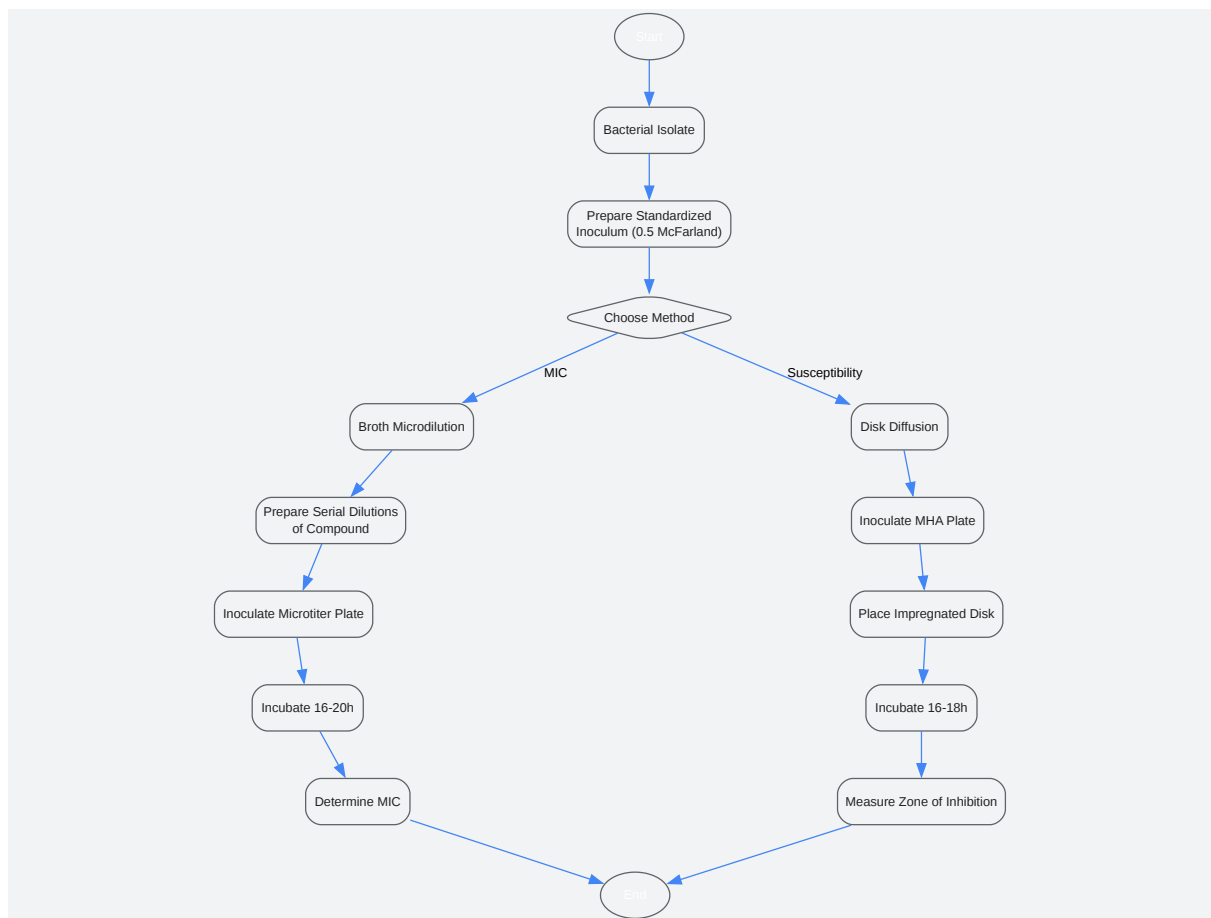 Start
Bacterial Isolate
Prepare Standardized
Inoculum (0.5 McFarland)
Choose Method
MIC
Susceptibility
Broth Microdilution
Disk Diffusion
Prepare Serial Dilutions
of Compound
Inoculate MHA Plate
Inoculate Microtiter Plate
Place Impregnated Disk
Incubate 16-20h
Incubate 16-18h
Determine MIC
Measure Zone of Inhibition
End